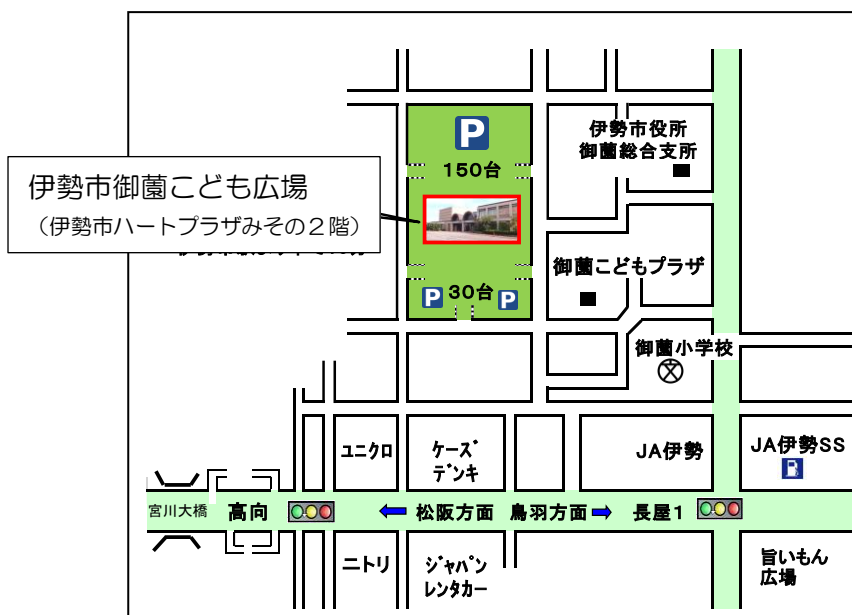 伊勢市役所
御薗総合支所
150台
伊勢市御薗こども広場
（伊勢市ハートプラザみその２階）
御薗こどもプラザ
P
P 30台 P
御薗小学校
文
ユニクロ
ケーズ
デンキ
JA伊勢
JA伊勢SS
宮川大橋
高向
松阪方面
鳥羽方面
長屋1
ニトリ
ジャパン
レンタカー
旨いもん
広場